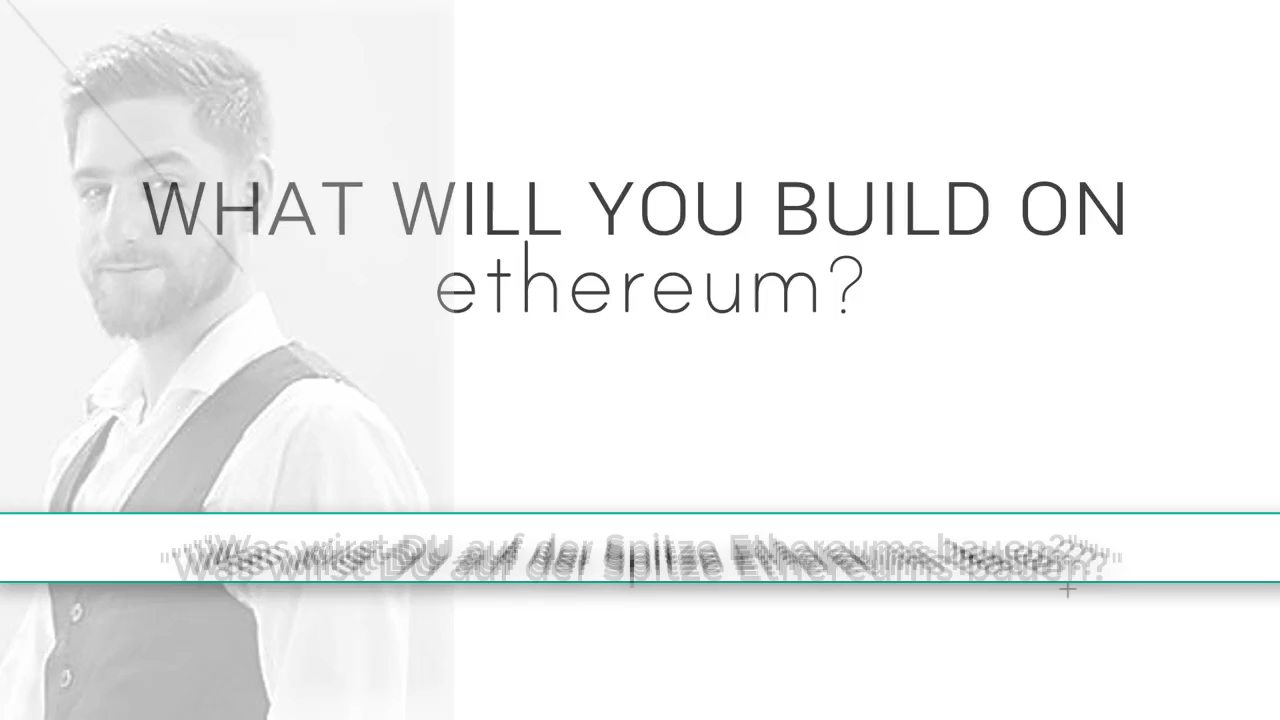 WHAT WILL YOU BUILD ON
ethereum?
"Was wirst DU auf der Spitze Ethereums bauen?"